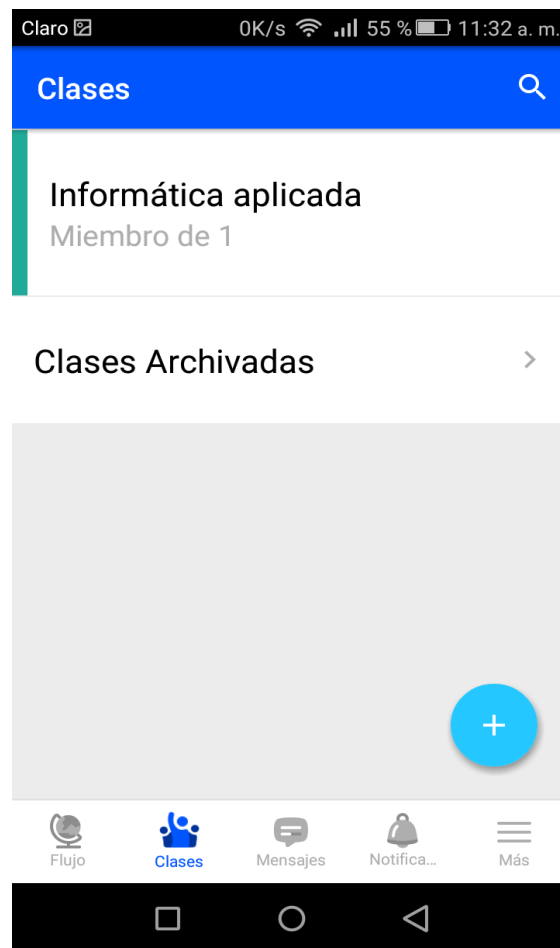 Claro 0K/s 55 % 11:32 a. m.
Clases
Informática aplicada
Miembro de 1
Clases Archivadas
Flujo Clases Mensajes Notifica... Más